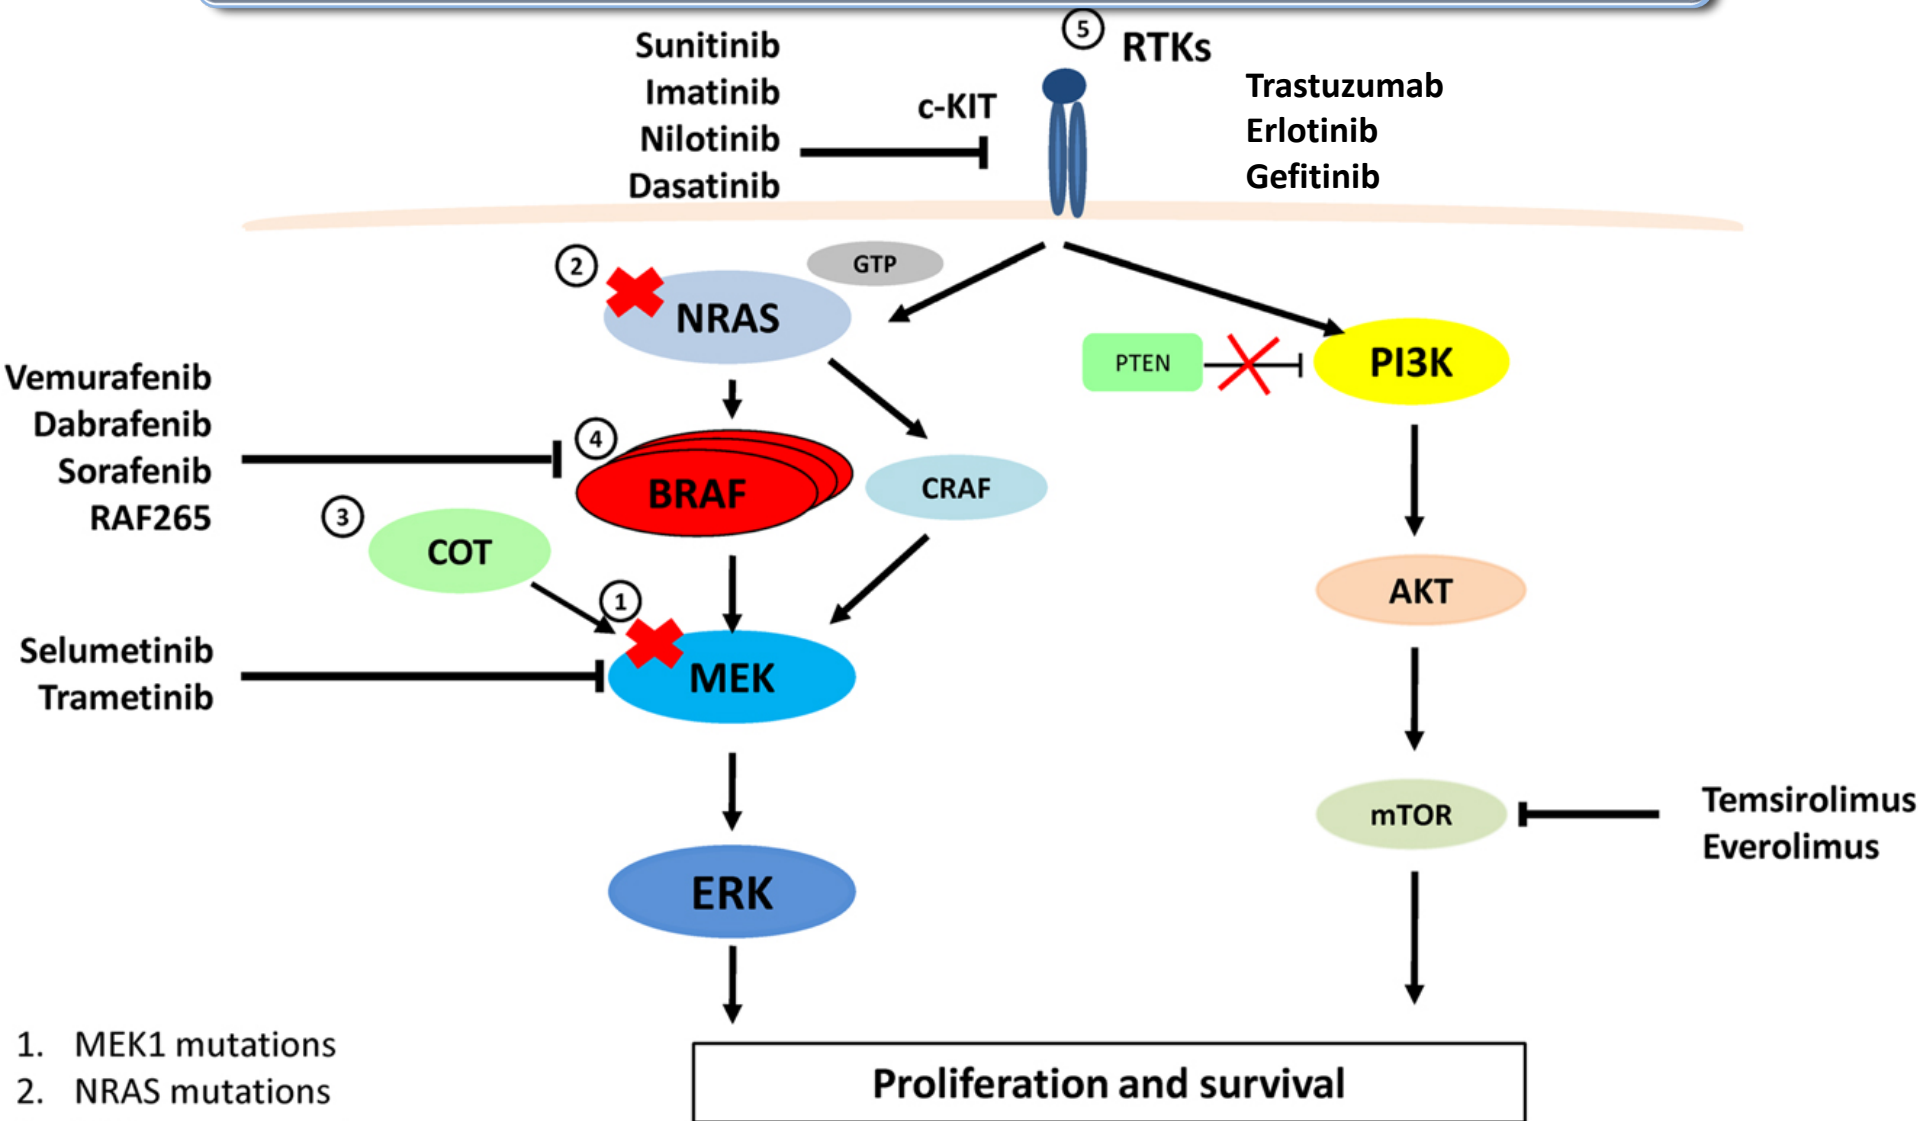 5
RTKs
Sunitinib
Imatinib
Nilotinib
Dasatinib
c-KIT
Trastuzumab
Erlotinib
Gefitinib
2
GTP
NRAS
PTEN
PI3K
Vemurafenib
Dabrafenib
Sorafenib
RAF265
4
BRAF
CRAF
3
COT
AKT
1
MEK
Selumetinib
Trametinib
mTOR
Temsirolimus
Everolimus
ERK
1. MEK1 mutations
2. NRAS mutations
Proliferation and survival